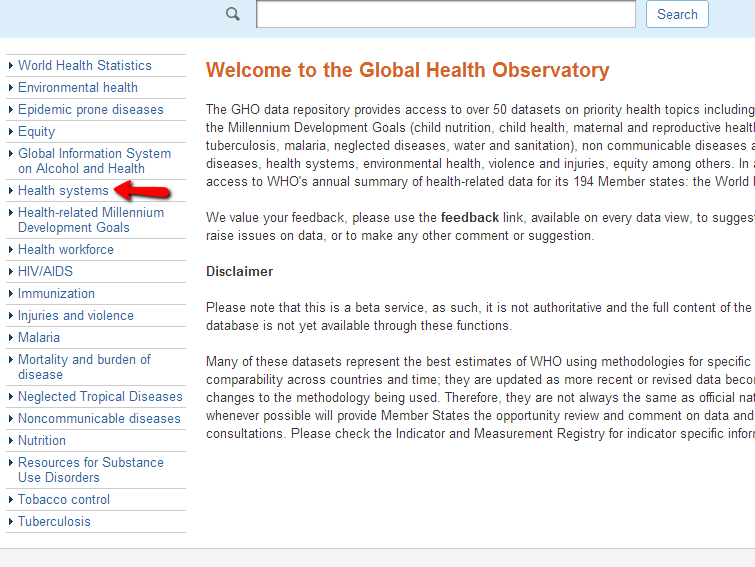 Search
World Health Statistics
Environmental health
Epidemic prone diseases
Equity
Global Information System
on Alcohol and Health
Health systems
Health-related Millennium
Development Goals
Health workforce
HIV/AIDS
Immunization
Injuries and violence
Malaria
Mortality and burden of
disease
Neglected Tropical Diseases
Noncommunicable diseases
Nutrition
Resources for Substance
Use Disorders
Tobacco control
Tuberculosis
Welcome to the Global Health Observatory
The GHO data repository provides access to over 50 datasets on priority health topics including
the Millennium Development Goals (child nutrition, child health, maternal and reproductive healt
tuberculosis, malaria, neglected diseases, water and sanitation), non communicable diseases a
diseases, health systems, environmental health, violence and injuries, equity among others. In a
access to WHO's annual summary of health-related data for its 194 Member states: the World
We value your feedback, please use the feedback link, available on every data view, to sugges
raise issues on data, or to make any other comment or suggestion.
Disclaimer
Please note that this is a beta service, as such, it is not authoritative and the full content of the
database is not yet available through these functions.
Many of these datasets represent the best estimates of WHO using methodologies for specific
comparability across countries and time; they are updated as more recent or revised data beco
changes to the methodology being used. Therefore, they are not always the same as official nat
whenever possible will provide Member States the opportunity review and comment on data and
consultations. Please check the Indicator and Measurement Registry for indicator specific infor